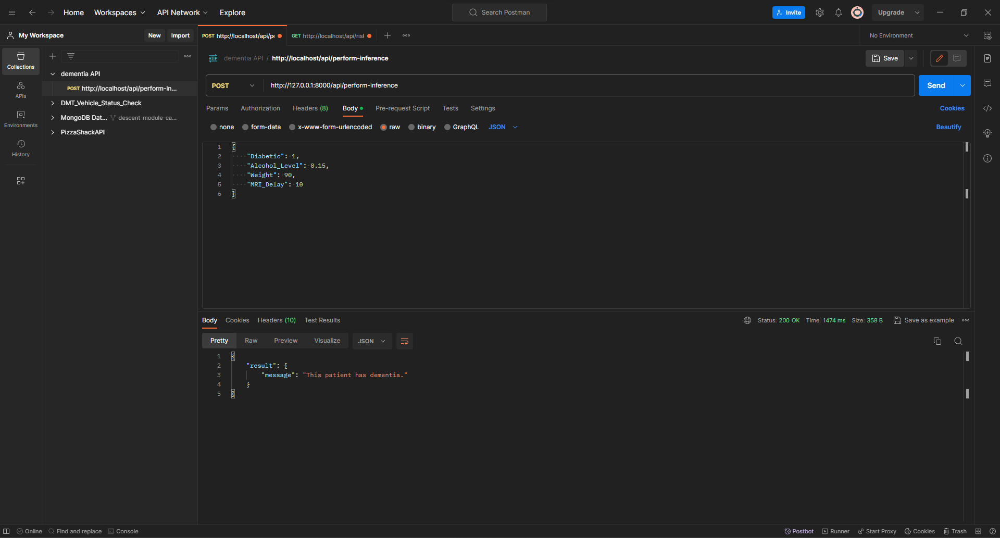 Home Workspaces API Network Explore Search Postman Invite Upgrade
My Workspace New Import POST http://localhost/api/pe GET http://localhost/api/risl No Environment
Collections
APIs
Environments
History
dementia API
POST http://localhost/api/perform-in...
DMT_Vehicle_Status_Check
MongoDB Dat... descent-module-ca...
PizzaShackAPI
HTTP dementia API / http://localhost/api/perform-inference Save
POST http://127.0.0.1:8000/api/perform-inference Send
Params Authorization Headers (8) Body Pre-request Script Tests Settings Cookies
none form-data x-www-form-urlencoded raw binary GraphQL JSON Beautify
1 {
2 "Diabetic": 1,
3 "Alcohol_Level": 0.15,
4 "Weight": 90,
5 "MRI_Delay": 10
6 }
Body Cookies Headers (10) Test Results Status: 200 OK Time: 1474 ms Size: 358 B Save as example
Pretty Raw Preview Visualize JSON
1 {
2 "result": {
3 "message": "This patient has dementia."
4 }
5 }
Online Find and replace Console Postbot Runner Start Proxy Cookies Trash